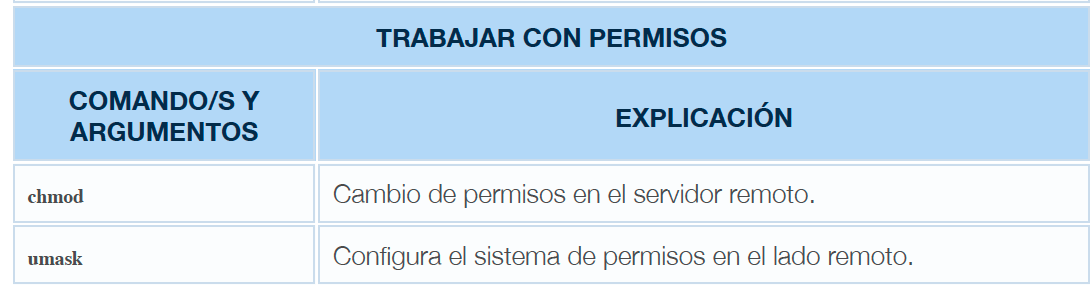 TRABAJAR CON PERMISOS
COMANDO/S Y
ARGUMENTOS
EXPLICACIÓN
chmod
Cambio de permisos en el servidor remoto.
umask
Configura el sistema de permisos en el lado remoto.